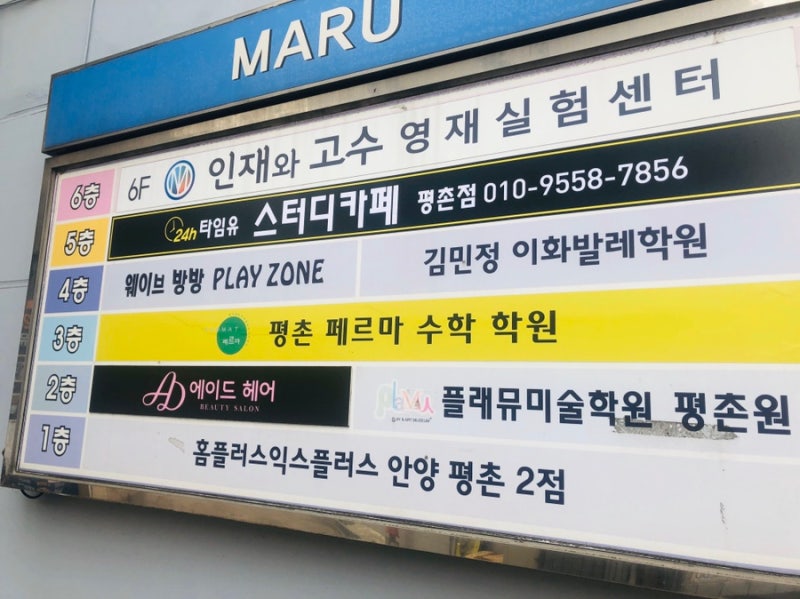 MARU
6층 6F 인재와 고수 영재실험센터
5층 24h 타임유 스터디카페 평촌점 010-9558-7856
4층 웨이브 방방 PLAY ZONE 김민정 이화발레학원
3층 페르마 평촌 페르마 수학 학원
2층 AD 에이드 헤어 플래뮤미술학원 평촌원
BEAUTY SALON
1층 홈플러스익스플러스 안양 평촌 2점